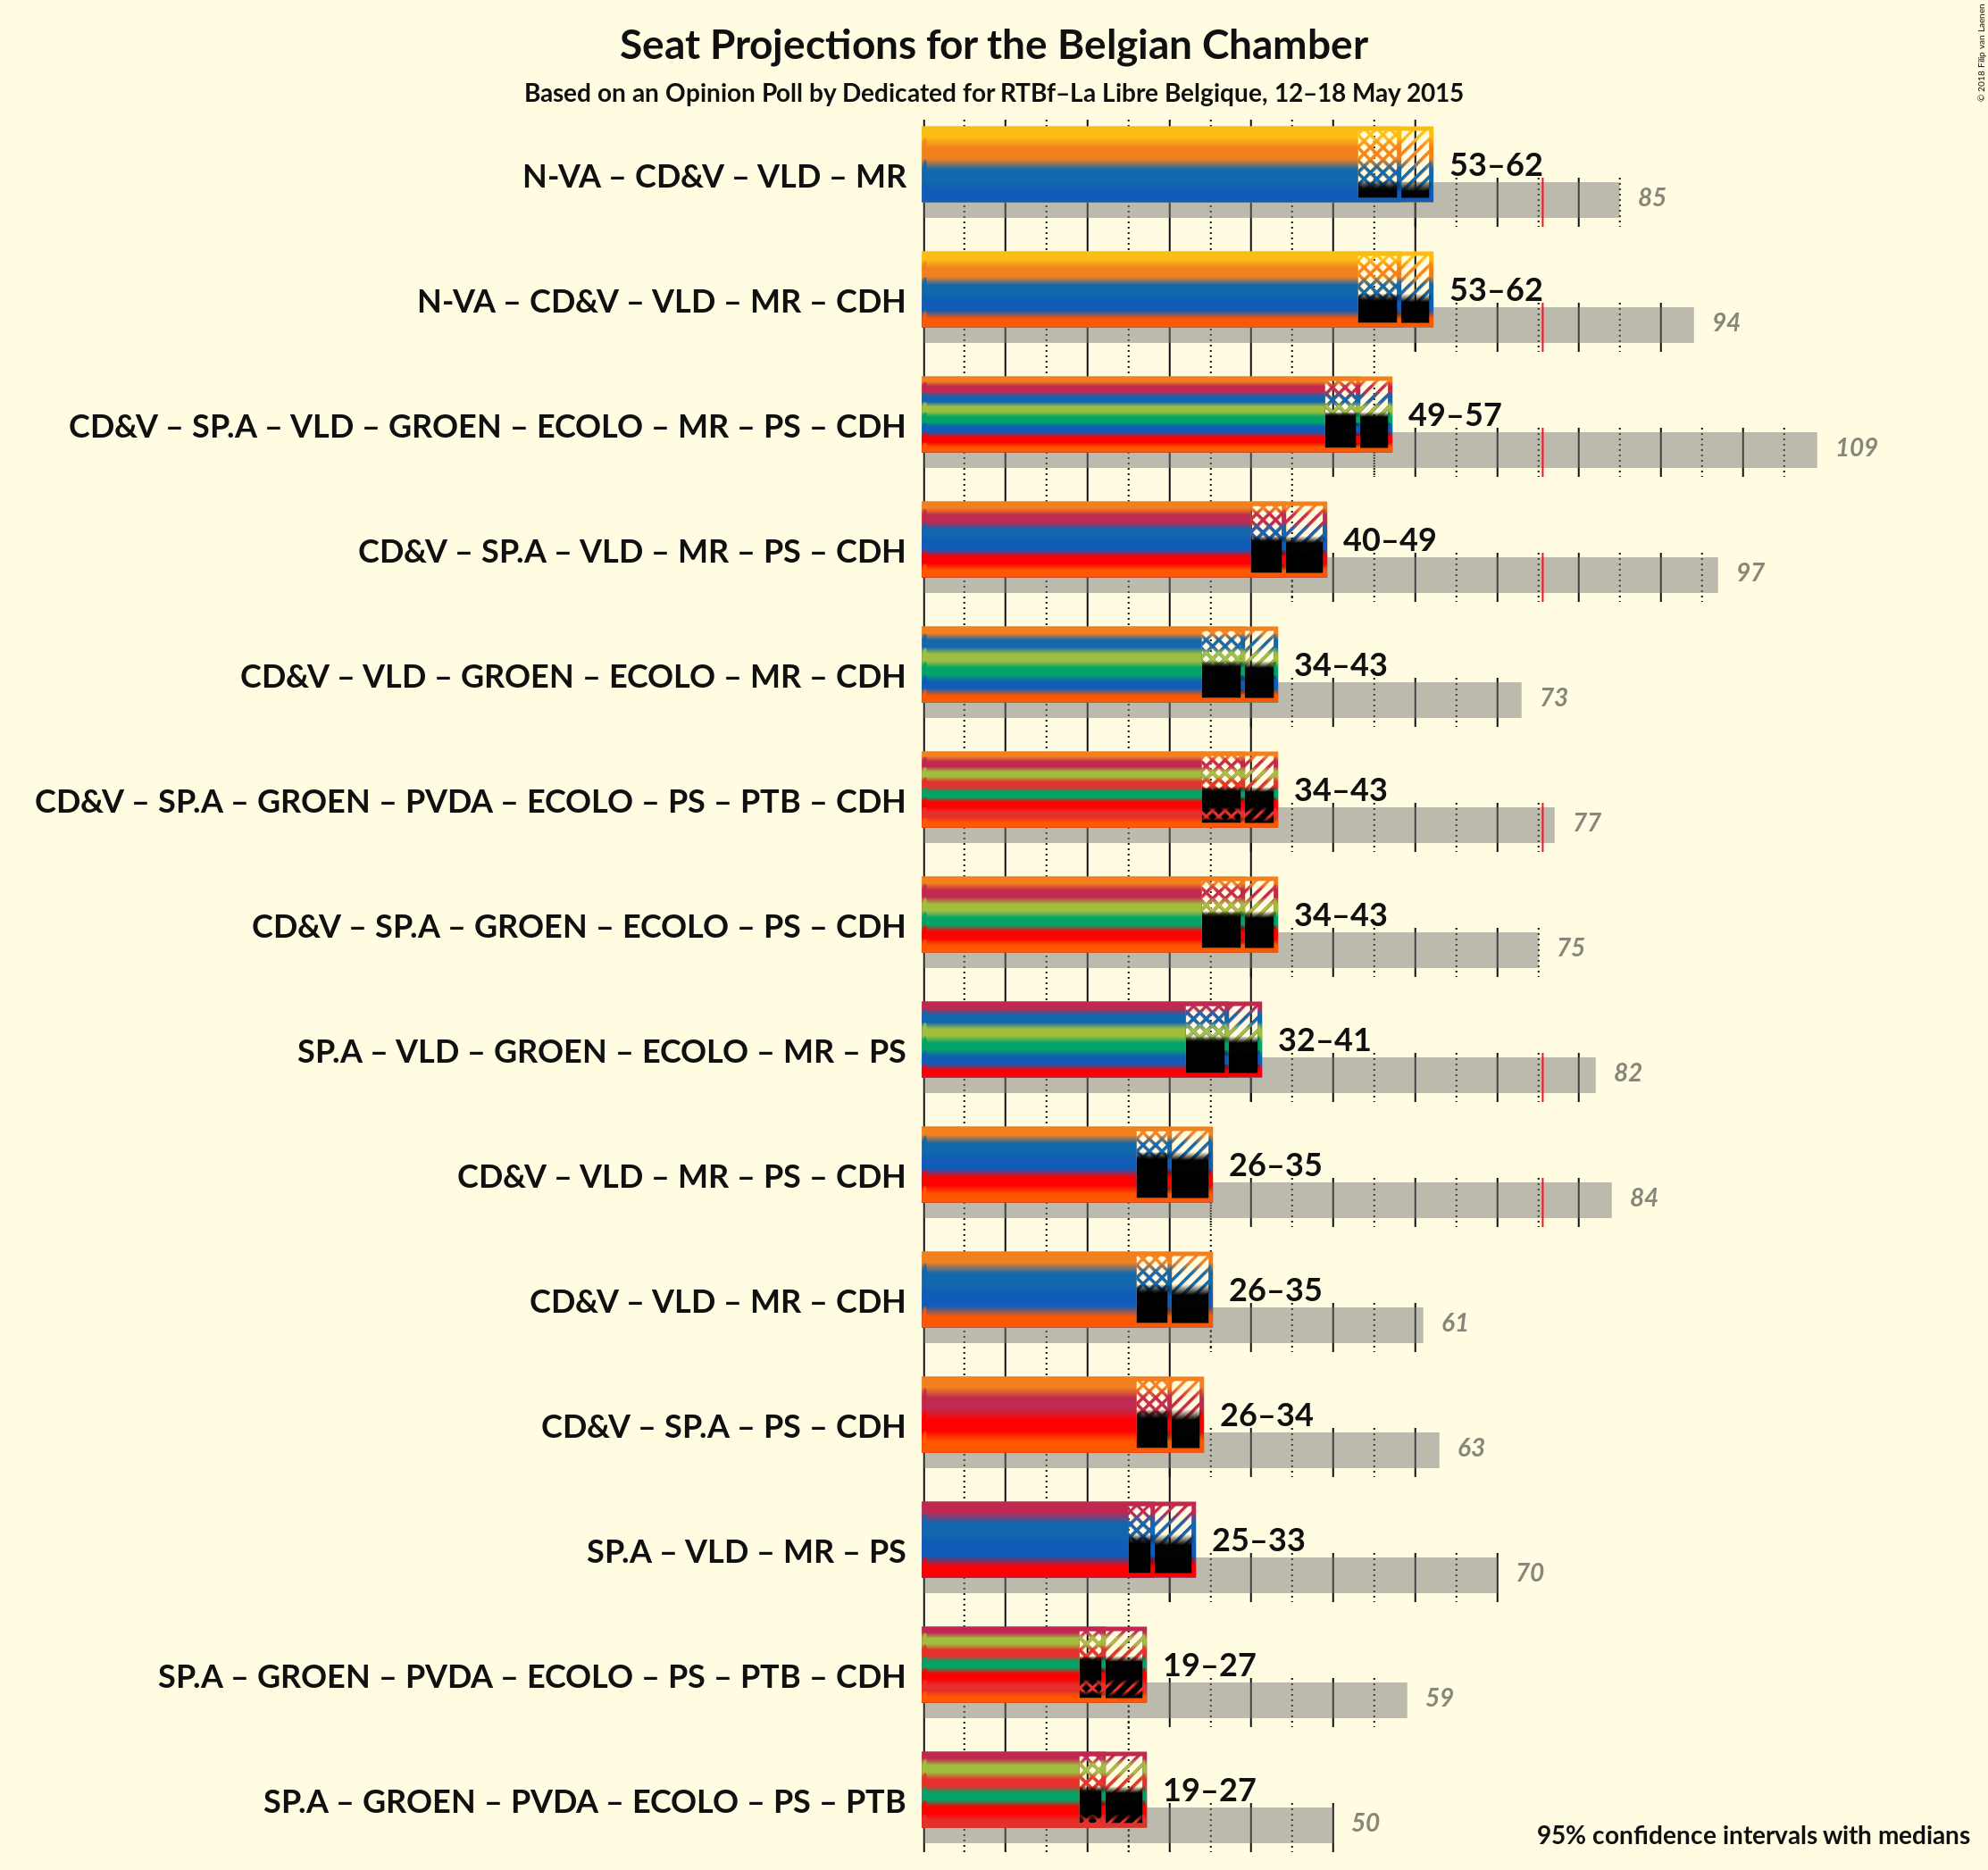 Seat Projections for the Belgian Chamber
Based on an Opinion Poll by Dedicated for RTBf–La Libre Belgique, 12–18 May 2015
© 2018 Filip van Laenen
N-VA – CD&V – VLD – MR
53–62
85
N-VA – CD&V – VLD – MR – CDH
53–62
94
CD&V – SP.A – VLD – GROEN – ECOLO – MR – PS – CDH
49–57
109
CD&V – SP.A – VLD – MR – PS – CDH
40–49
97
CD&V – VLD – GROEN – ECOLO – MR – CDH
34–43
73
CD&V – SP.A – GROEN – PVDA – ECOLO – PS – PTB – CDH
34–43
77
CD&V – SP.A – GROEN – ECOLO – PS – CDH
34–43
75
SP.A – VLD – GROEN – ECOLO – MR – PS
32–41
82
CD&V – VLD – MR – PS – CDH
26–35
84
CD&V – VLD – MR – CDH
26–35
61
CD&V – SP.A – PS – CDH
26–34
63
SP.A – VLD – MR – PS
25–33
70
SP.A – GROEN – PVDA – ECOLO – PS – PTB – CDH
19–27
59
SP.A – GROEN – PVDA – ECOLO – PS – PTB
19–27
50
95% confidence intervals with medians